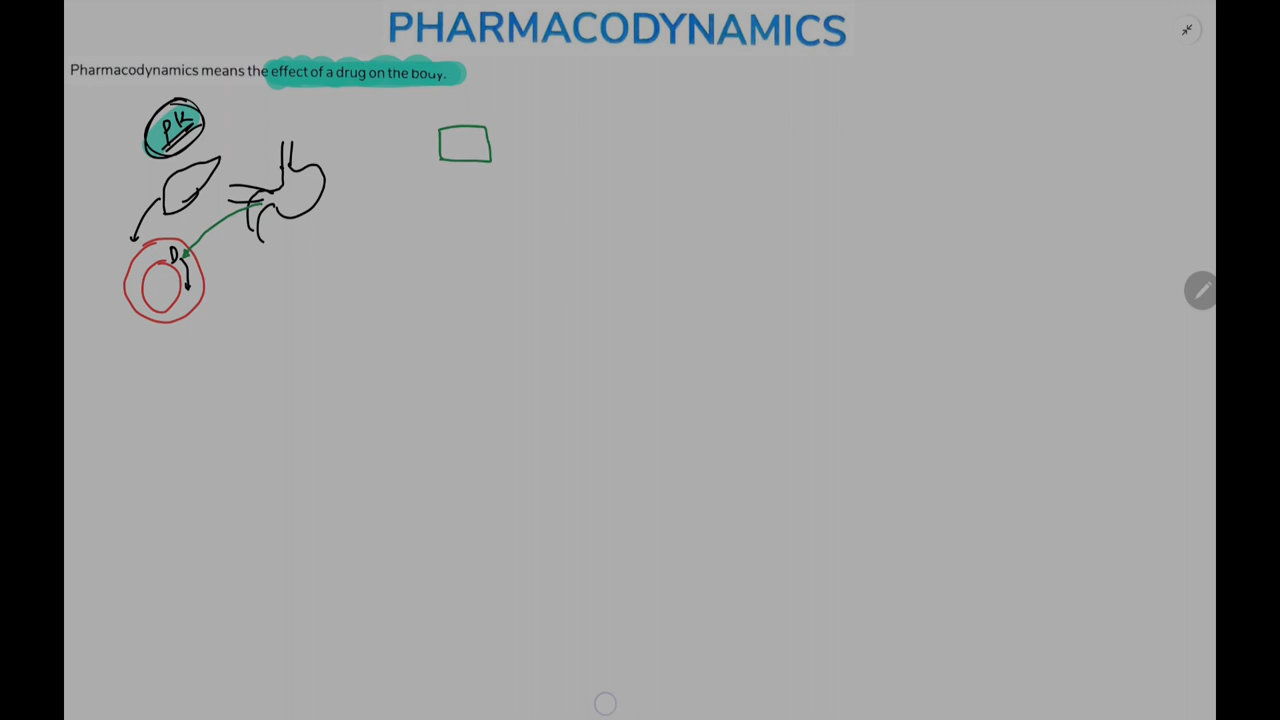 PHARMACODYNAMICS
Pharmacodynamics means the effect of a drug on the body.
PK
D